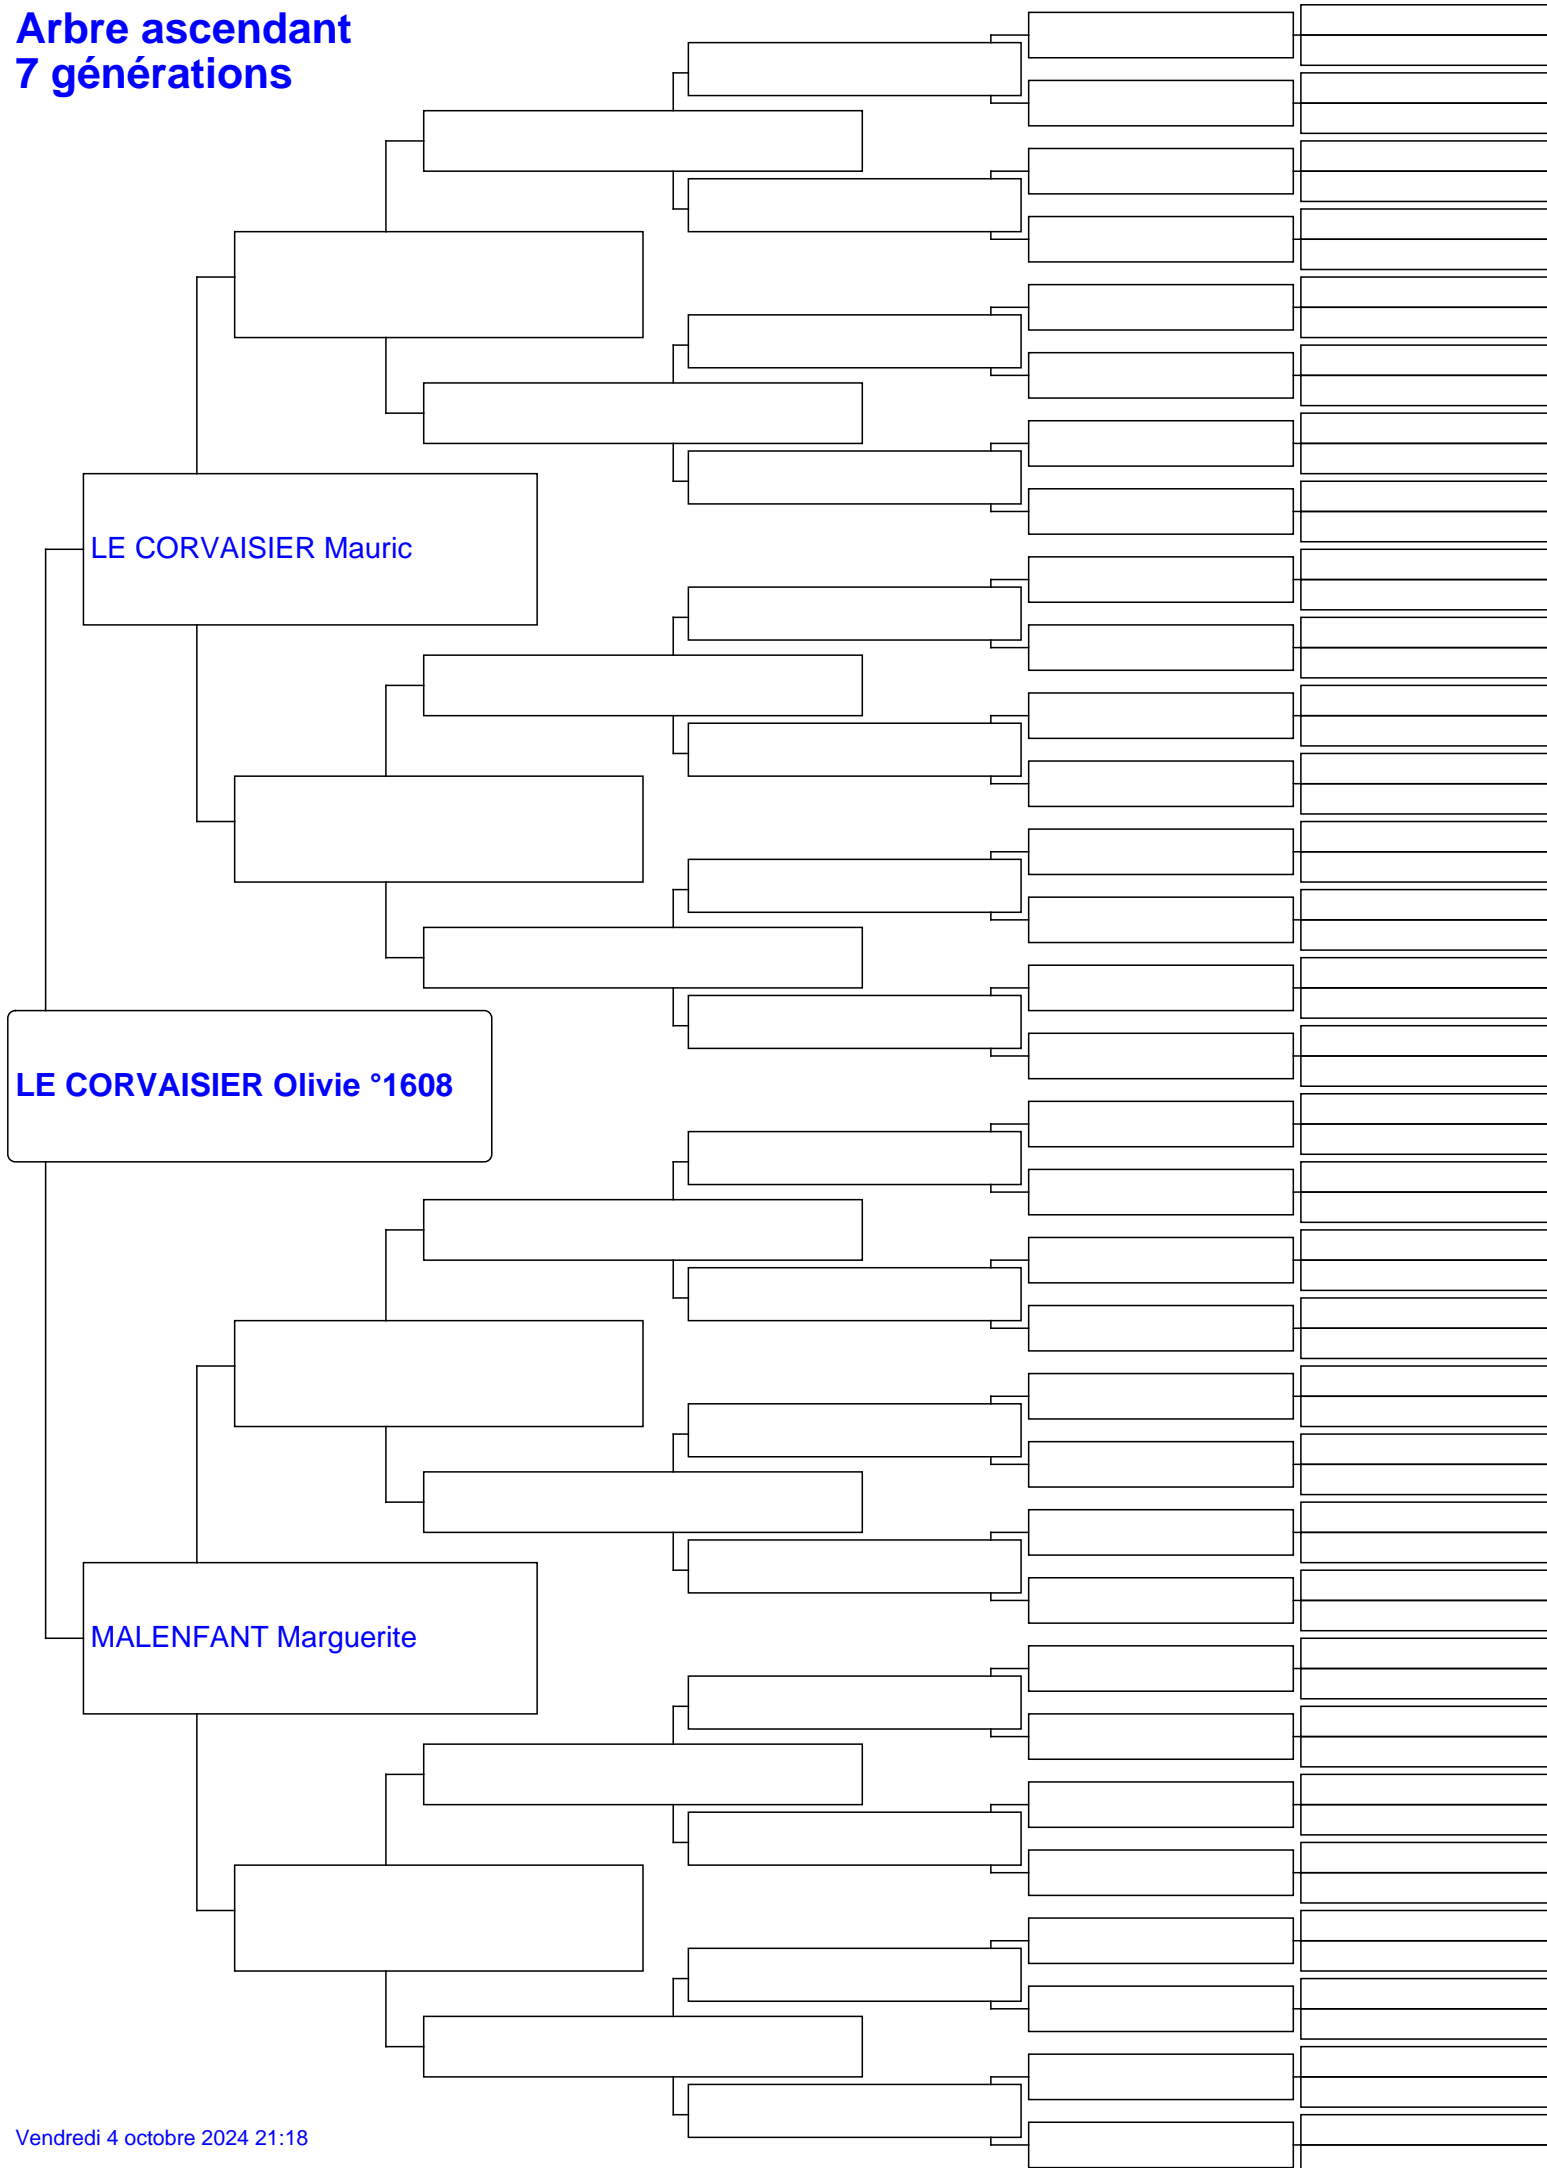 Arbre ascendant
7 générations
LE CORVAISIER Mauric
LE CORVAISIER Olivie °1608
MALENFANT Marguerite
Vendredi 4 octobre 2024 21:18